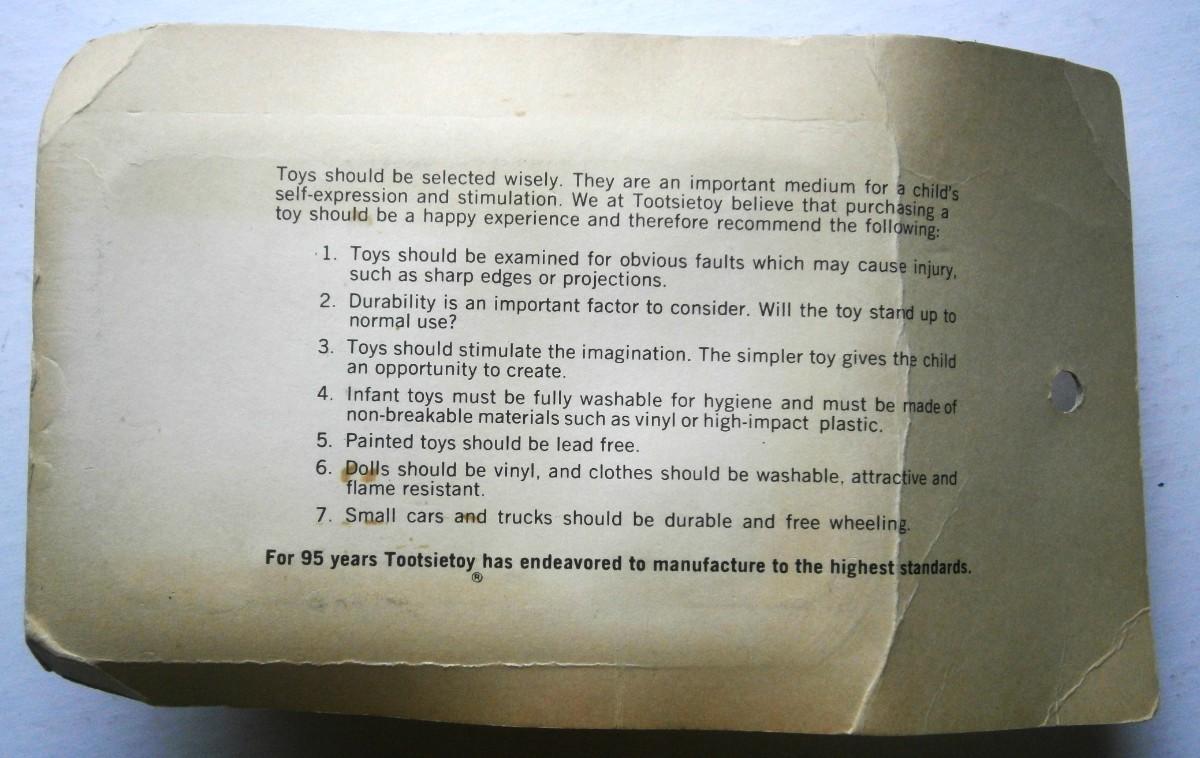 Toys should be selected wisely. They are an important medium for a child's
self-expression and stimulation. We at Tootsietoy believe that purchasing a
toy should be a happy experience and therefore recommend the following:
1. Toys should be examined for obvious faults which may cause injury,
such as sharp edges or projections.
2. Durability is an important factor to consider. Will the toy stand up to
normal use?
3. Toys should stimulate the imagination. The simpler toy gives the child
an opportunity to create.
4. Infant toys must be fully washable for hygiene and must be made of
non-breakable materials such as vinyl or high-impact plastic.
5. Painted toys should be lead free.
6. Dolls should be vinyl, and clothes should be washable, attractive and
flame resistant.
7. Small cars and trucks should be durable and free wheeling.
For 95 years Tootsietoy has endeavored to manufacture to the highest standards.
®